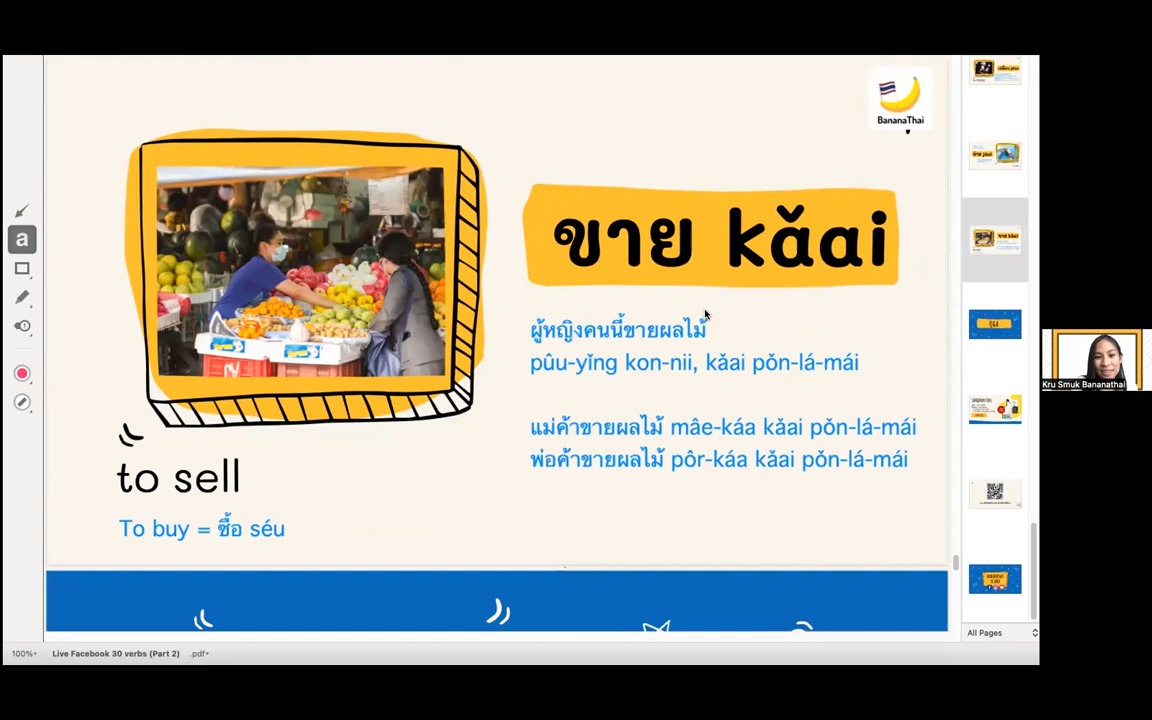 BananaThai
ขาย kǎai
ผู้หญิงคนนี้ขายผลไม้
pûu-yǐng kon-níi, kǎai pǒn-lá-mái
แม่ค้าขายผลไม้ mâe-káa kǎai pǒn-lá-mái
พ่อค้าขายผลไม้ pôr-káa kǎai pǒn-lá-mái
to sell
To buy = ซื้อ séu
a
Q&A
Kru Smuk Bananathai
All Pages
100%
Live Facebook 30 verbs (Part 2) .pdf